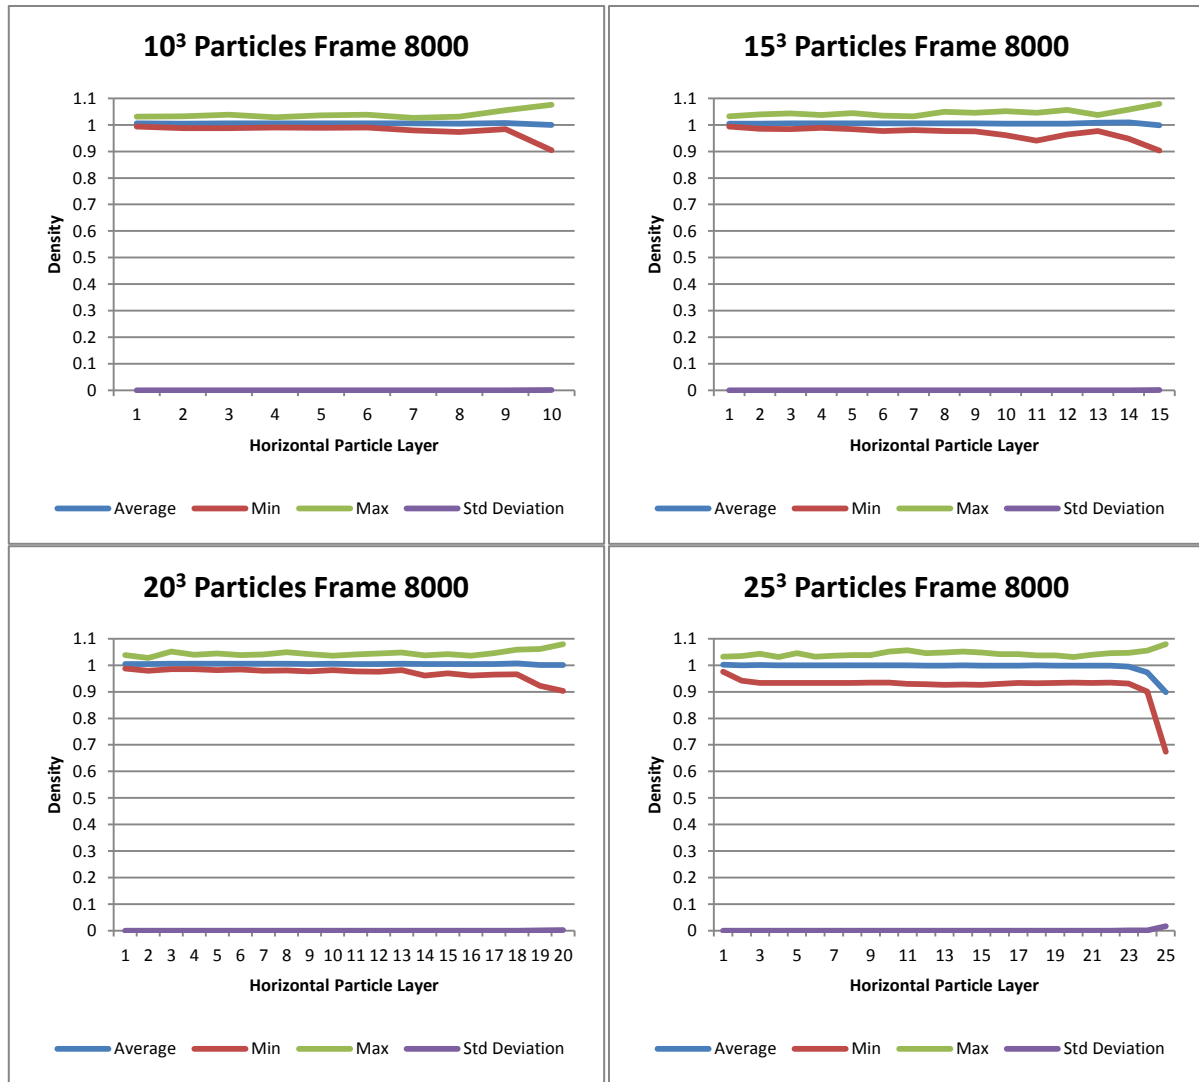 10³ Particles Frame 8000
1.1
1
0.9
0.8
0.7
0.6
0.5
0.4
0.3
0.2
0.1
0
Density
1 2 3 4 5 6 7 8 9 10
Horizontal Particle Layer
Average Min Max Std Deviation
15³ Particles Frame 8000
1.1
1
0.9
0.8
0.7
0.6
0.5
0.4
0.3
0.2
0.1
0
Density
1 2 3 4 5 6 7 8 9 10 11 12 13 14 15
Horizontal Particle Layer
Average Min Max Std Deviation
20³ Particles Frame 8000
1.1
1
0.9
0.8
0.7
0.6
0.5
0.4
0.3
0.2
0.1
0
Density
1 2 3 4 5 6 7 8 9 10 11 12 13 14 15 16 17 18 19 20
Horizontal Particle Layer
Average Min Max Std Deviation
25³ Particles Frame 8000
1.1
1
0.9
0.8
0.7
0.6
0.5
0.4
0.3
0.2
0.1
0
Density
1 3 5 7 9 11 13 15 17 19 21 23 25
Horizontal Particle Layer
Average Min Max Std Deviation